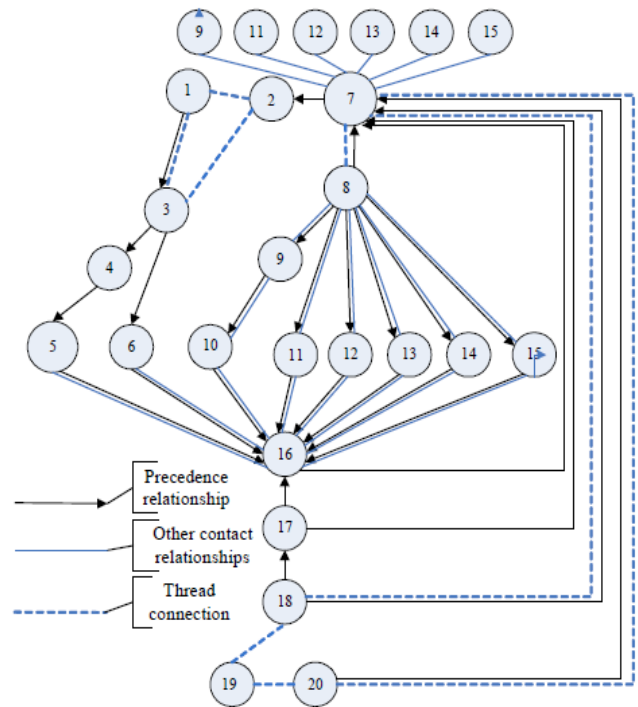 9 11 12 13 14 15
1 2 7
8
3
9
4
5 6 10 11 12 13 14 15
16
Precedence
relationship
17
Other contact
relationships
Thread
connection
18
19 20